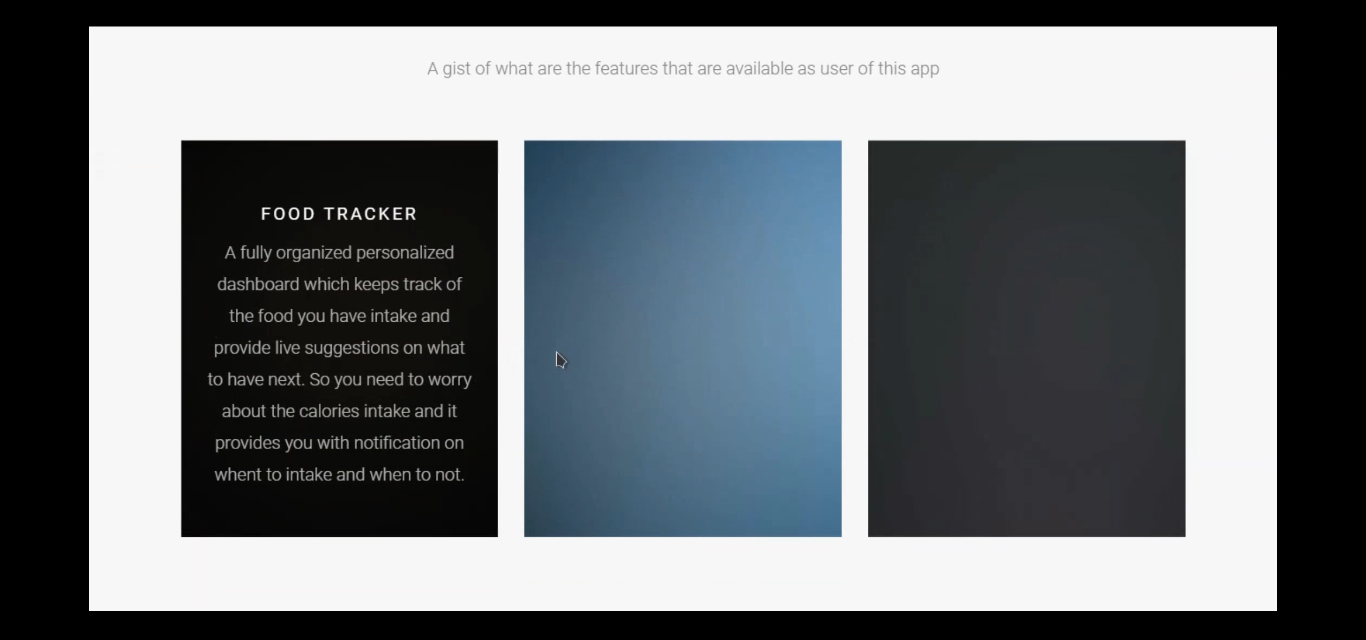 A gist of what are the features that are available as user of this app
FOOD TRACKER
A fully organized personalized
dashboard which keeps track of
the food you have intake and
provide live suggestions on what
to have next. So you need to worry
about the calories intake and it
provides you with notification on
whent to intake and when to not.